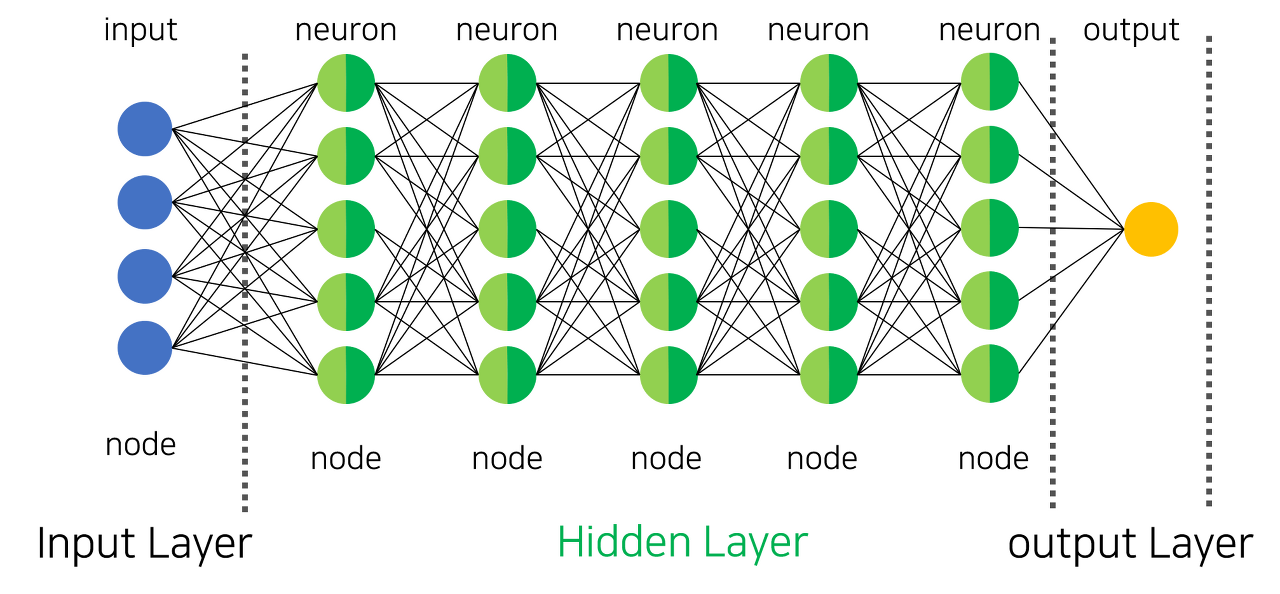 input
neuron
neuron
neuron
neuron
neuron
output
node
node
node
node
node
node
Input Layer
Hidden Layer
output Layer